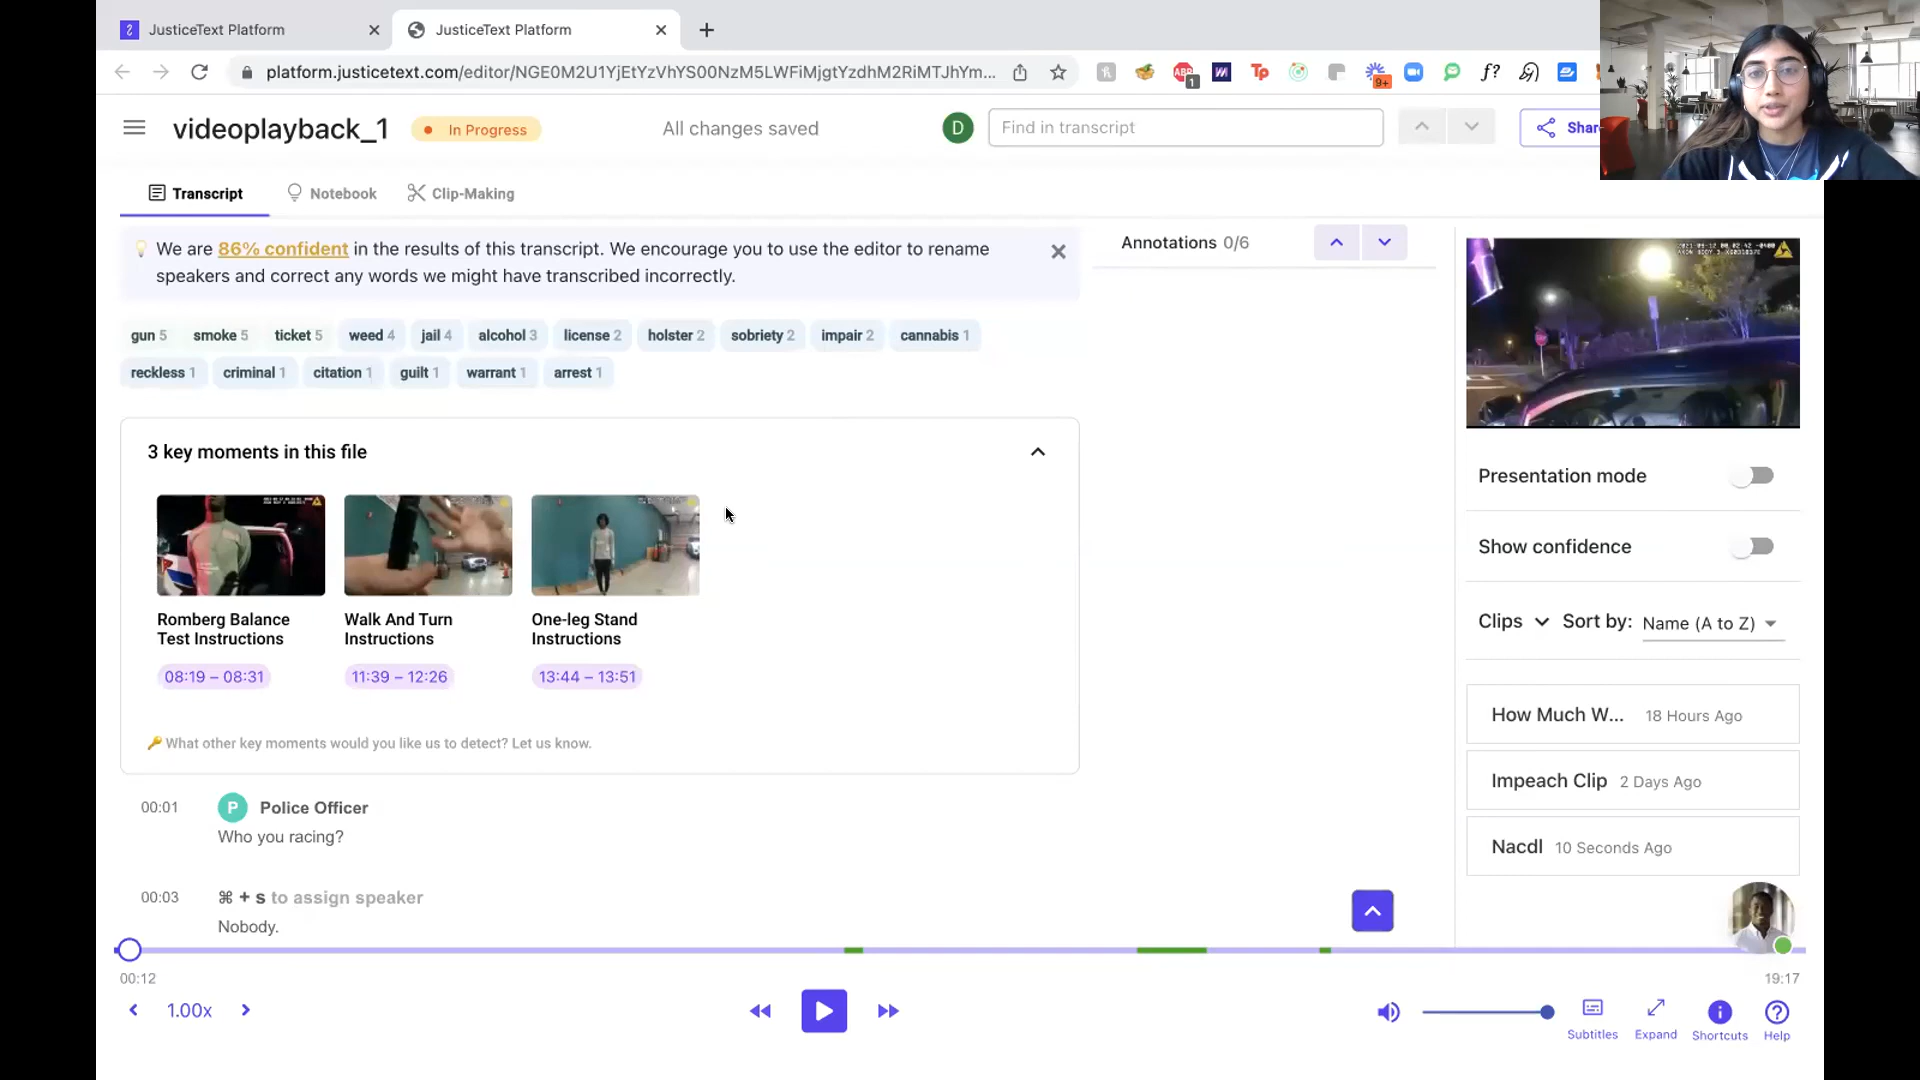 JusticeText Platform
JusticeText Platform
platform.justicetext.com/editor/NGE0M2U1YjEtYzVhYS00NzM5LWFiMjgtYzdhM2RiMTJhYm...
ABP
1
Tp
9+
f?
videoplayback_1
In Progress
All changes saved
D
Find in transcript
Shar
Transcript
Notebook
Clip-Making
We are 86% confident in the results of this transcript. We encourage you to use the editor to rename
speakers and correct any words we might have transcribed incorrectly.
Annotations 0/6
gun 5 smoke 5 ticket 5 weed 4 jail 4 alcohol 3 license 2 holster 2 sobriety 2 impair 2 cannabis 1
reckless 1 criminal 1 citation 1 guilt 1 warrant 1 arrest 1
3 key moments in this file
Romberg Balance
Test Instructions
08:19 – 08:31
Walk And Turn
Instructions
11:39 – 12:26
One-leg Stand
Instructions
13:44 – 13:51
🔑 What other key moments would you like us to detect? Let us know.
00:01
P
Police Officer
Who you racing?
00:03
⌘ + s to assign speaker
Nobody.
Presentation mode
Show confidence
Clips
Sort by:
Name (A to Z)
How Much W... 18 Hours Ago
Impeach Clip 2 Days Ago
Nacdl 10 Seconds Ago
00:12
19:17
1.00x
Subtitles
Expand
Shortcuts
Help